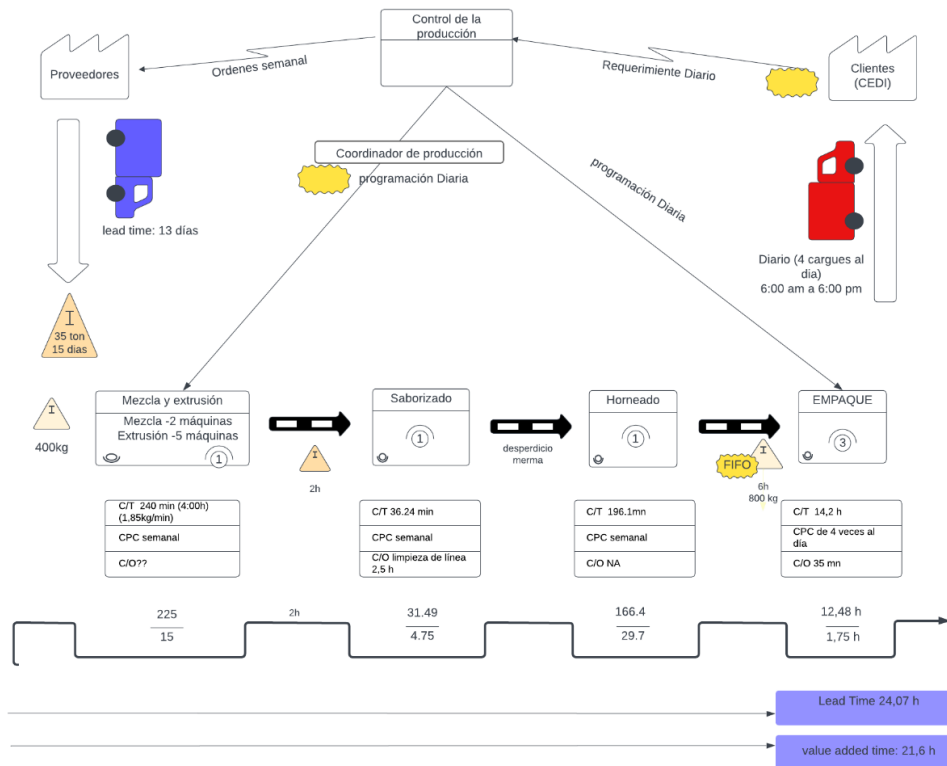 Control de la
producción
Proveedores
Ordenes semanal
Requerimiento Diario
Clientes
(CEDI)
Coordinador de producción
programación Diaria
programación Diaria
lead time: 13 días
Diario (4 cargues al
dia)
6:00 am a 6:00 pm
I
35 ton
15 dias
I
400kg
Mezcla y extrusión
Mezcla -2 máquinas
Extrusión -5 máquinas
1
I
2h
Saborizado
1
desperdicio
merma
Horneado
1
I
FIFO
6h
800 kg
EMPAQUE
3
C/T 240 min (4:00h)
(1,85kg/min)
CPC semanal
C/O??
C/T 36.24 min
CPC semanal
C/O limpieza de línea
2,5 h
C/T 196.1mn
CPC semanal
C/O NA
C/T 14,2 h
CPC de 4 veces al
día
C/O 35 mn
225
15
2h
31.49
4.75
166.4
29.7
12,48 h
1,75 h
Lead Time 24,07 h
value added time: 21,6 h